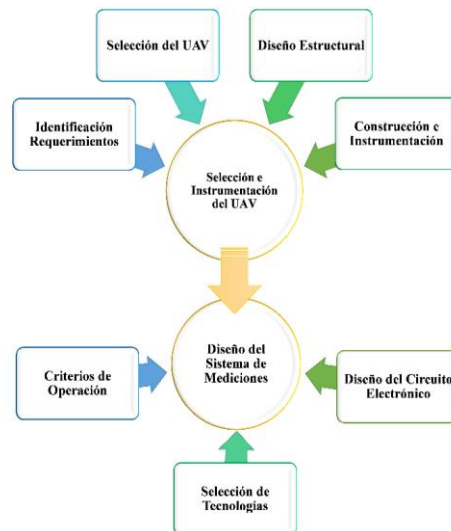 Selección del UAV
Diseño Estructural
Identificación
Requerimientos
Construcción e
Instrumentación
Selección e
Instrumentación
del UAV
Diseño del
Sistema de
Mediciones
Criterios de
Operación
Diseño del Circuito
Electrónico
Selección de
Tecnologías